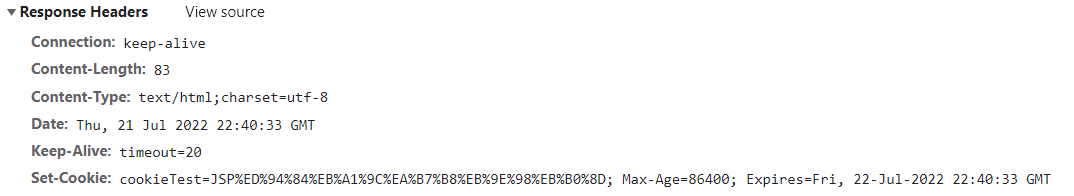 Response Headers View source
Connection: keep-alive
Content-Length: 83
Content-Type: text/html;charset=utf-8
Date: Thu, 21 Jul 2022 22:40:33 GMT
Keep-Alive: timeout=20
Set-Cookie: cookieTest=JSP%ED%94%84%EB%A1%9C%EA%B7%B8%EB%9E%98%EB%B0%8D; Max-Age=86400; Expires=Fri, 22-Jul-2022 22:40:33 GMT